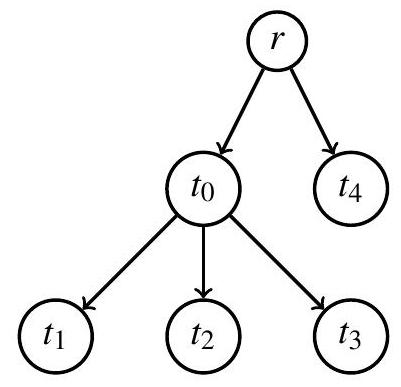 r
t₀ t₄
t₁ t₂ t₃